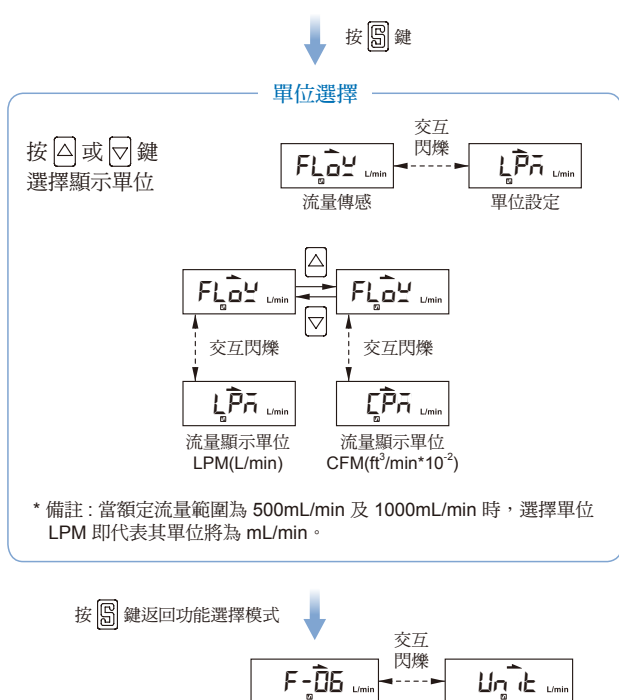 按 S 鍵
單位選擇
按 △ 或 ▽ 鍵
選擇顯示單位
交互
閃爍
FLoW L/min
LPM L/min
流量傳感
單位設定
△
FLoW L/min
FLoW L/min
▽
交互閃爍
交互閃爍
LPM L/min
CPM L/min
流量顯示單位
LPM(L/min)
流量顯示單位
CFM(ft³/min*10⁻²)
* 備註 : 當額定流量範圍為 500mL/min 及 1000mL/min 時，選擇單位
LPM 即代表其單位將為 mL/min。
按 S 鍵返回功能選擇模式
交互
閃爍
F-06 L/min
Unit L/min